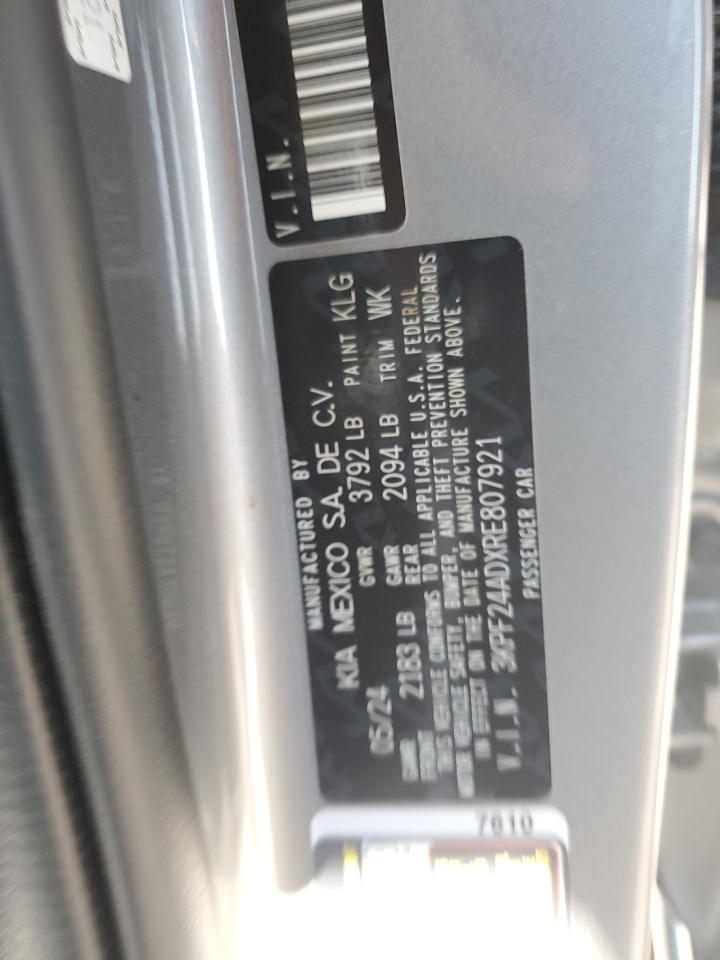 V.I.N.
MANUFACTURED BY
KIA MEXICO S.A. DE C.V.
05/24 GVWR 3792 LB PAINT KLG
GAWR FRONT 2183 LB GAWR REAR 2094 LB TRIM WK
THIS VEHICLE CONFORMS TO ALL APPLICABLE U.S.A. FEDERAL
MOTOR VEHICLE SAFETY, BUMPER, AND THEFT PREVENTION STANDARDS
IN EFFECT ON THE DATE OF MANUFACTURE SHOWN ABOVE.
V.I.N. 3KPF24ADXRE807921
PASSENGER CAR
7610